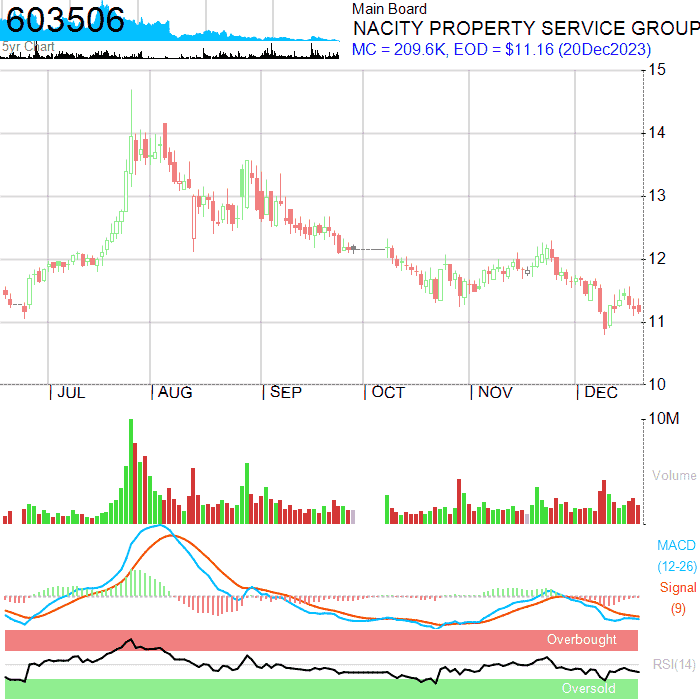 603506
5yr Chart
Main Board
NACITY PROPERTY SERVICE GROUP
MC = 209.6K, EOD = $11.16 (20Dec2023)
15
14
13
12
11
10
JUL
AUG
SEP
OCT
NOV
DEC
10M
Volume
MACD
(12-26)
Signal
(9)
Overbought
RSI(14)
Oversold